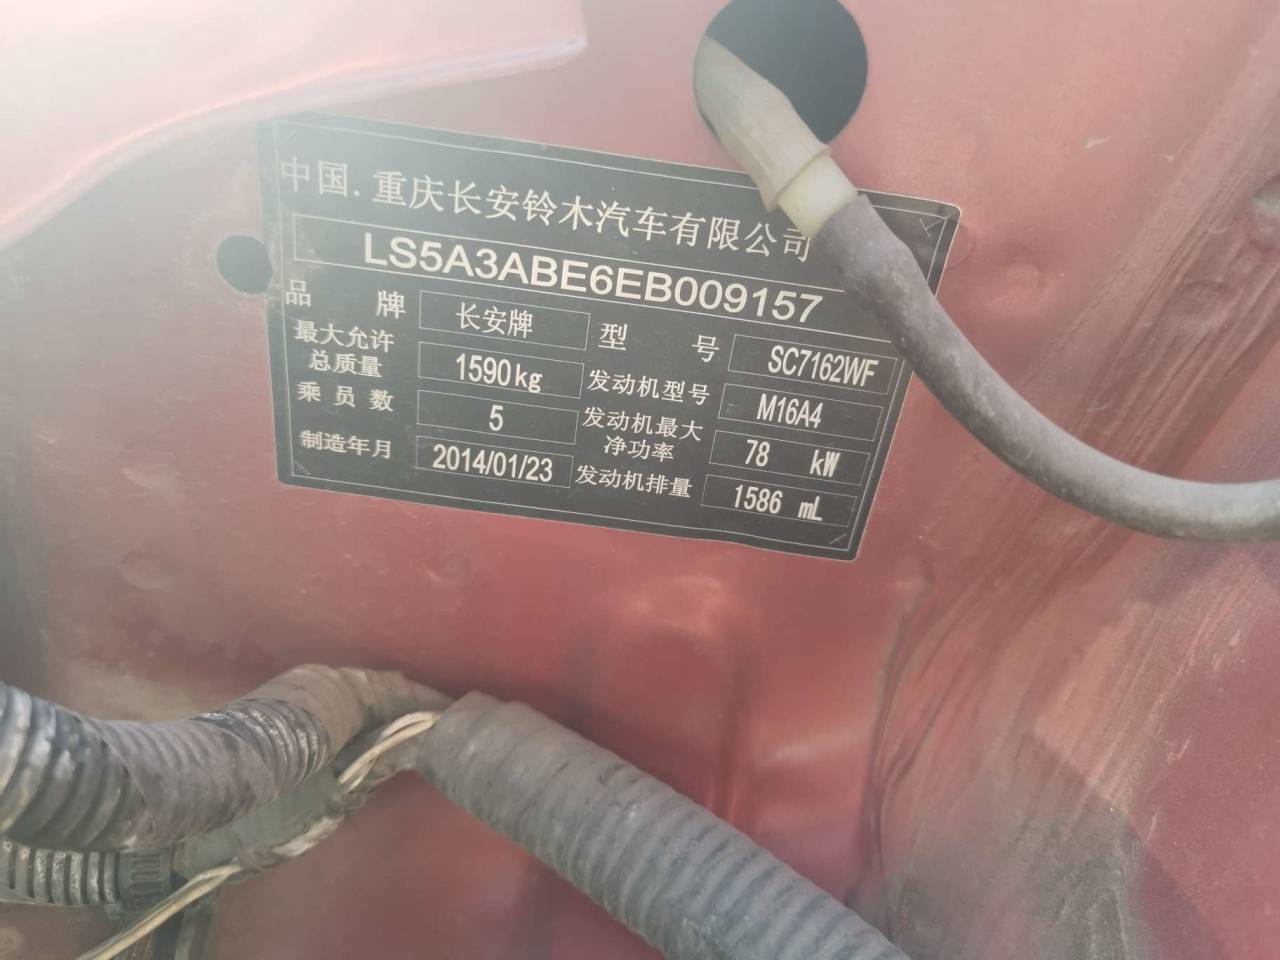 中国.重庆长安铃木汽车有限公司
LS5A3ABE6EB009157
品 牌 长安牌 型 号 SC7162WF
最大允许总质量 1590kg 发动机型号 M16A4
乘员数 5 发动机最大净功率 78 kW
制造年月 2014/01/23 发动机排量 1586 mL